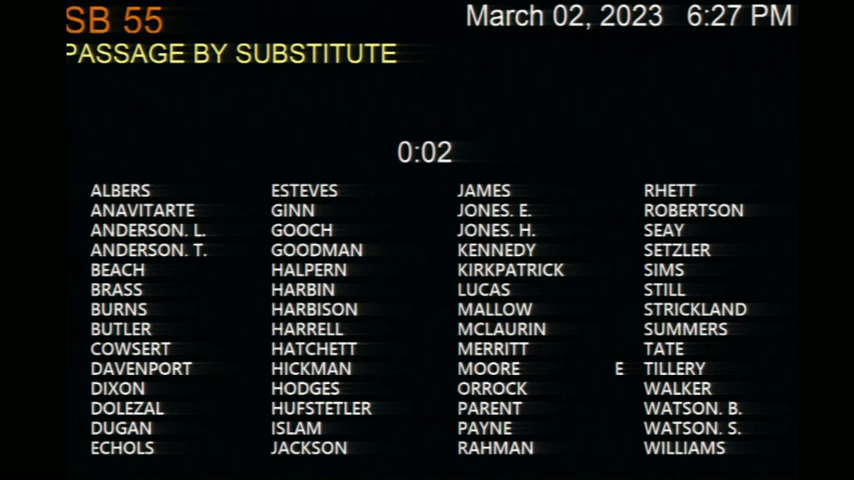 SB 55
March 02, 2023 6:27 PM
PASSAGE BY SUBSTITUTE
0:02
ALBERS ESTEVES JAMES RHETT
ANAVITARTE GINN JONES. E. ROBERTSON
ANDERSON. L. GOOCH JONES. H. SEAY
ANDERSON. T. GOODMAN KENNEDY SETZLER
BEACH HALPERN KIRKPATRICK SIMS
BRASS HARBIN LUCAS STILL
BURNS HARBISON MALLOW STRICKLAND
BUTLER HARRELL MCLAURIN SUMMERS
COWSERT HATCHETT MERRITT TATE
DAVENPORT HICKMAN MOORE E TILLERY
DIXON HODGES ORROCK WALKER
DOLEZAL HUFSTETLER PARENT WATSON. B.
DUGAN ISLAM PAYNE WATSON. S.
ECHOLS JACKSON RAHMAN WILLIAMS